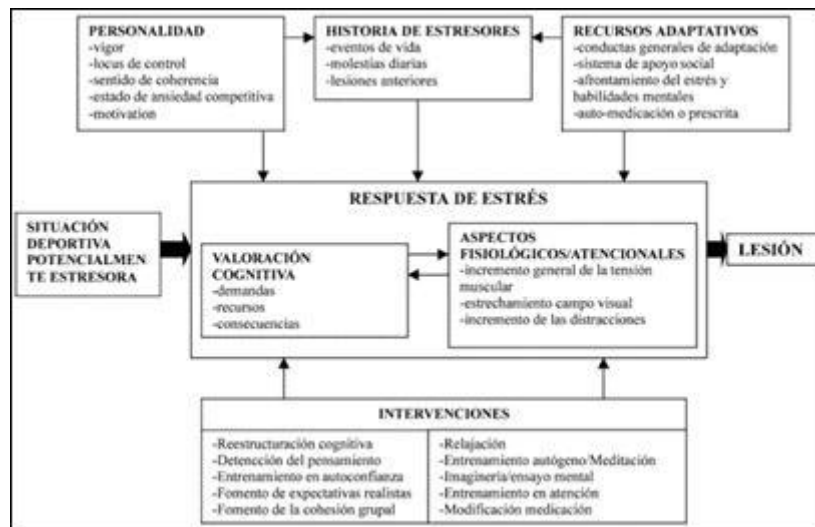 PERSONALIDAD
-vigor
-locus de control
-sentido de coherencia
-estado de ansiedad competitiva
-motivation
HISTORIA DE ESTRESORES
-eventos de vida
-molestias diarias
-lesiones anteriores
RECURSOS ADAPTATIVOS
-conductas generales de adaptación
-sistema de apoyo social
-afrontamiento del estrés y
habilidades mentales
-auto-medicación o prescrita
RESPUESTA DE ESTRÉS
SITUACIÓN
DEPORTIVA
POTENCIALMEN
TE ESTRESORA
VALORACIÓN
COGNITIVA
-demandas
-recursos
-consecuencias
ASPECTOS
FISIOLÓGICOS/ATENCIONALES
-incremento general de la tensión
muscular
-estrechamiento campo visual
-incremento de las distracciones
LESIÓN
INTERVENCIONES
-Reestructuración cognitiva
-Detencción del pensamiento
-Entrenamiento en autoconfianza
-Fomento de expectativas realistas
-Fomento de la cohesión grupal
-Relajación
-Entrenamiento autógeno/Meditación
-Imaginería/ensayo mental
-Entrenamiento en atención
-Modificación medicación